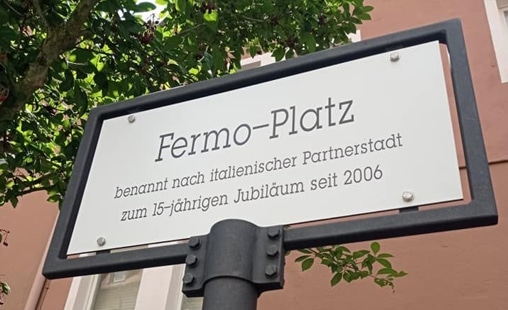 Fermo-Platz
benannt nach italienischer Partnerstadt
zum 15-jährigen Jubiläum seit 2006